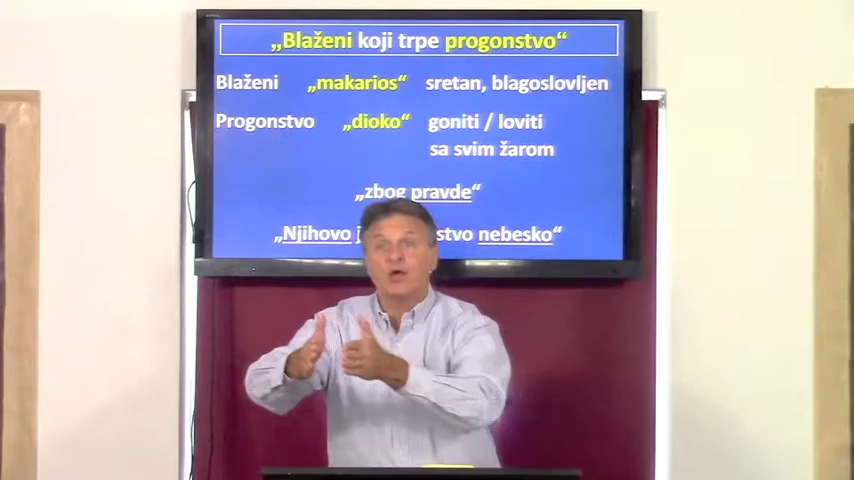 „Blaženi koji trpe progonstvo“
Blaženi „makarios“ sretan, blagoslovljen
Progonstvo „dioko“ goniti / loviti
sa svim žarom
„zbog pravde“
„Njihovo nebesko“